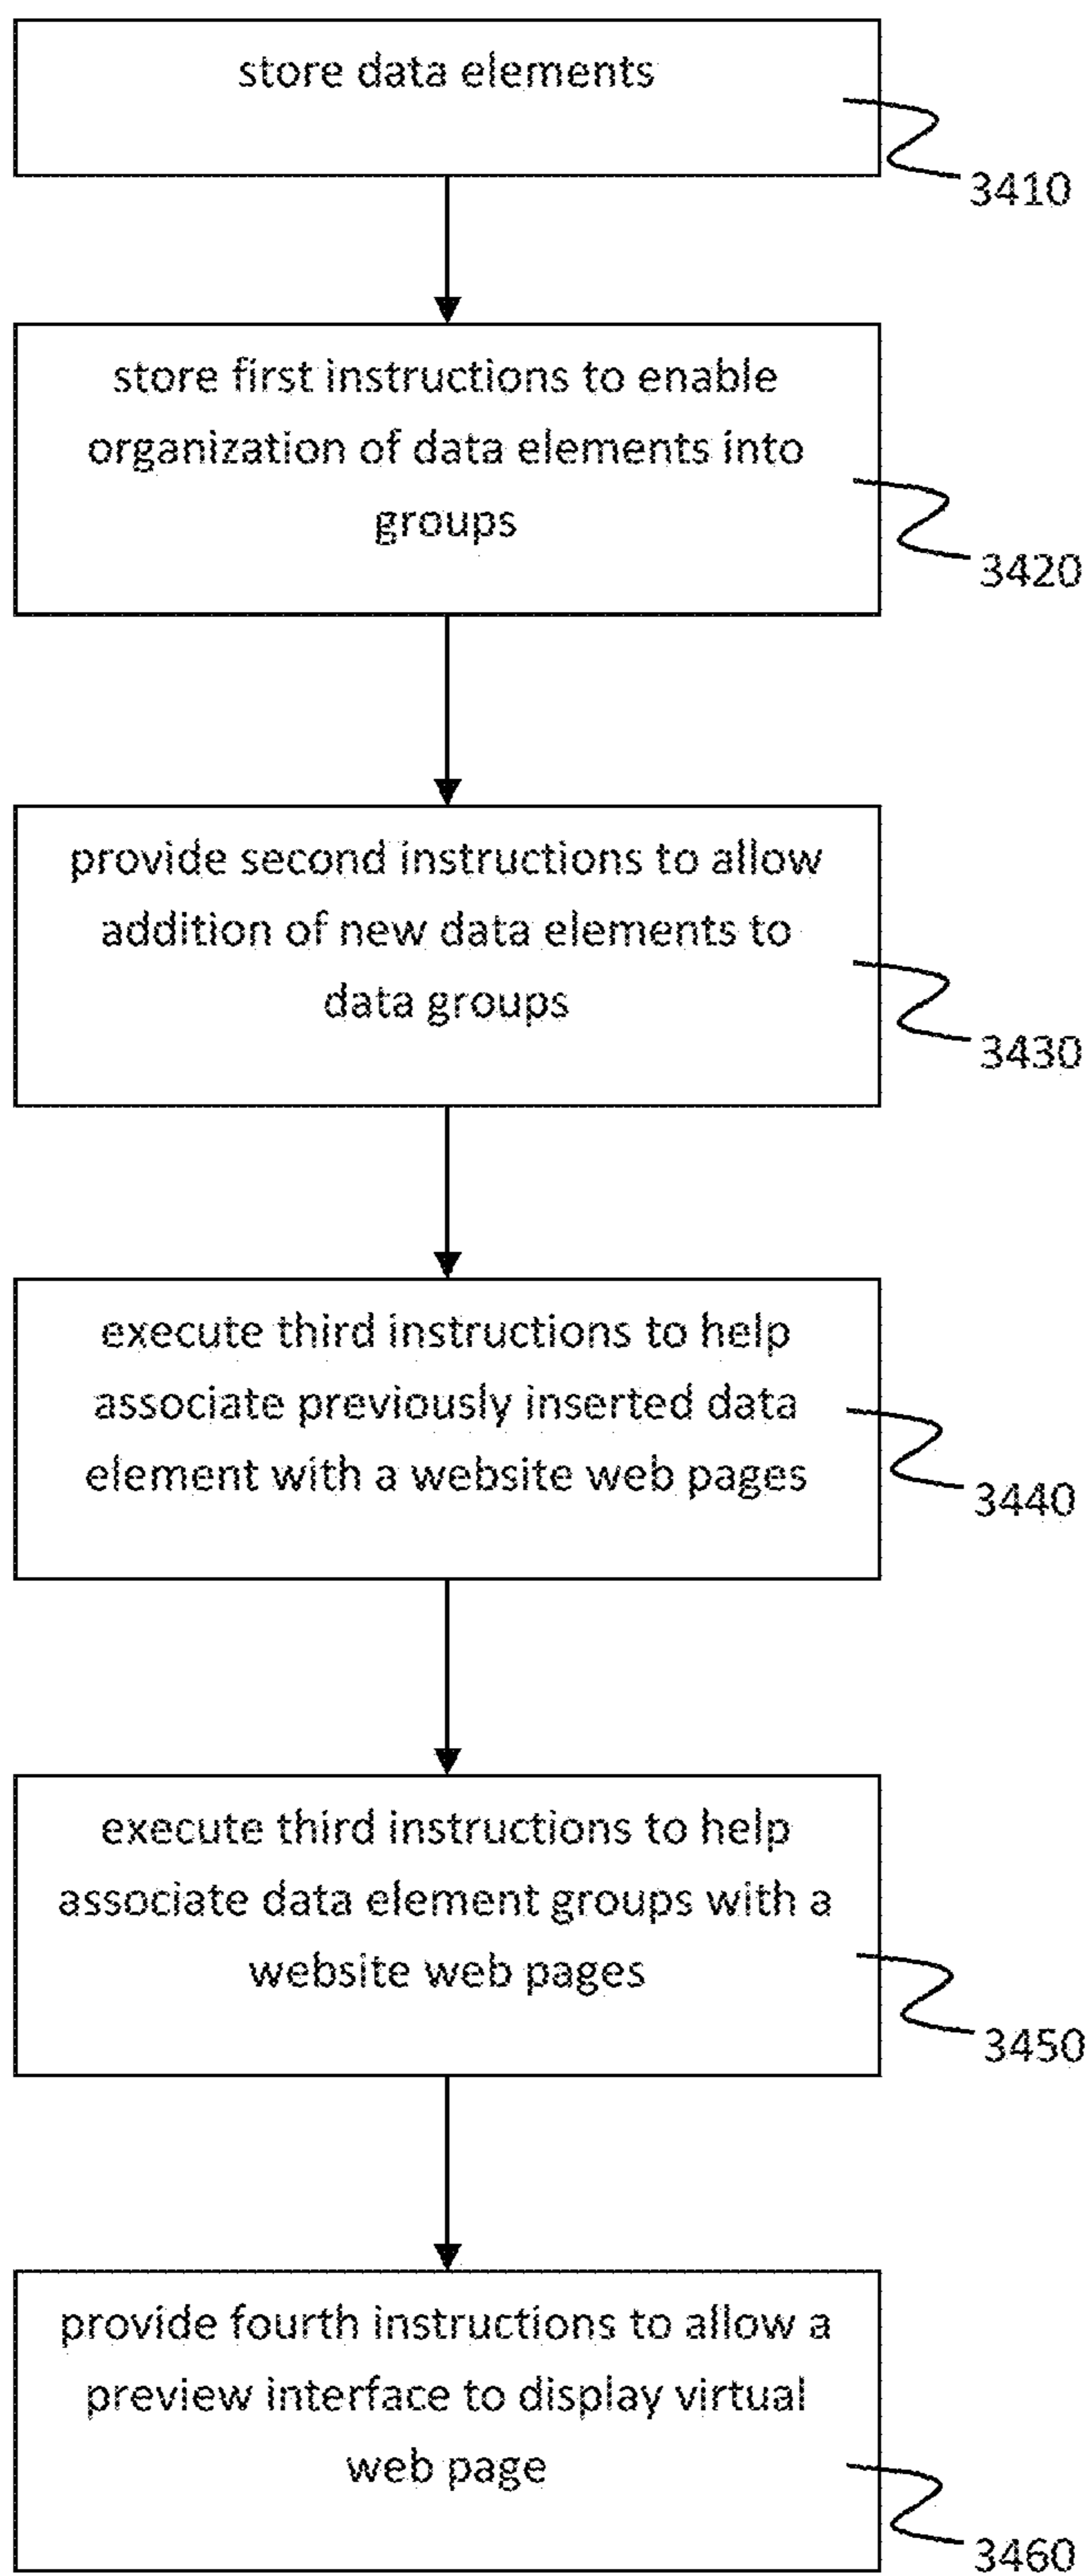 store data elements
3410
store first instructions to enable
organization of data elements into
groups
3420
provide second instructions to allow
addition of new data elements to
data groups
3430
execute third instructions to help
associate previously inserted data
element with a website web pages
3440
execute third instructions to help
associate data element groups with a
website web pages
3450
provide fourth instructions to allow a
preview interface to display virtual
web page
3460